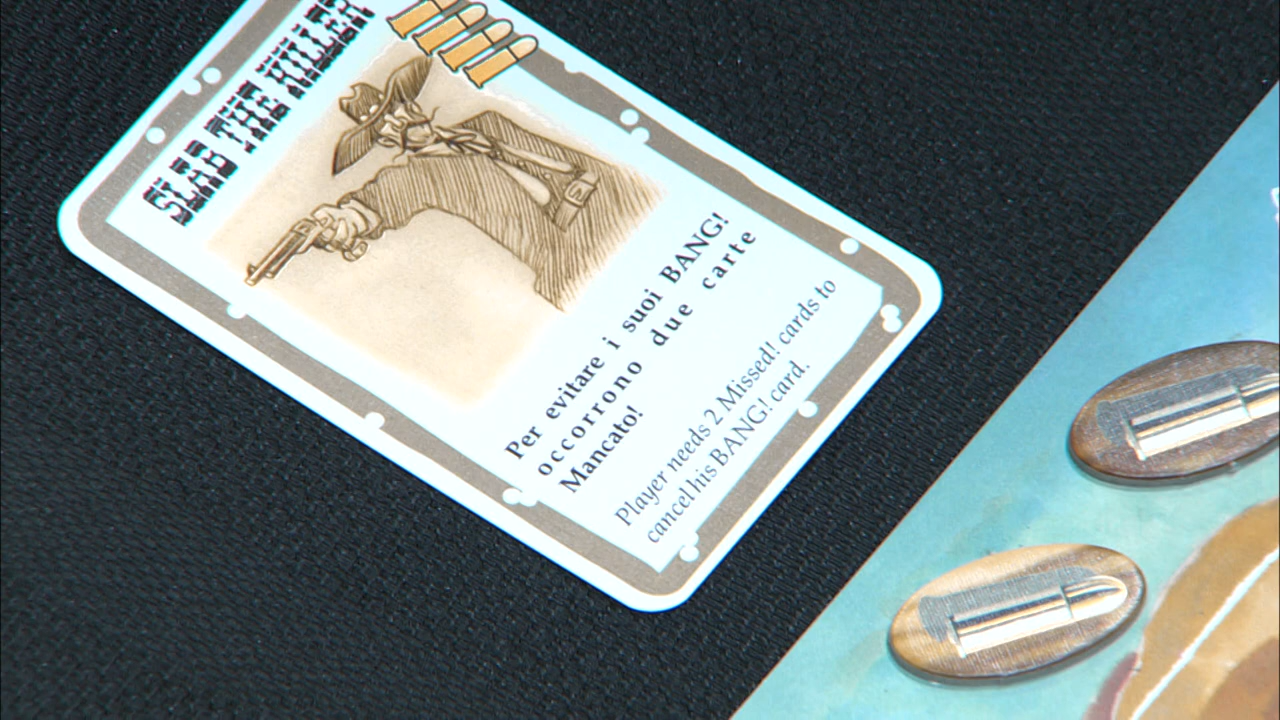 SLAB THE KILLER
Per evitare i suoi BANG!
occorrono due carte
Mancato!
Player needs 2 Missed! cards to
cancel his BANG! card.